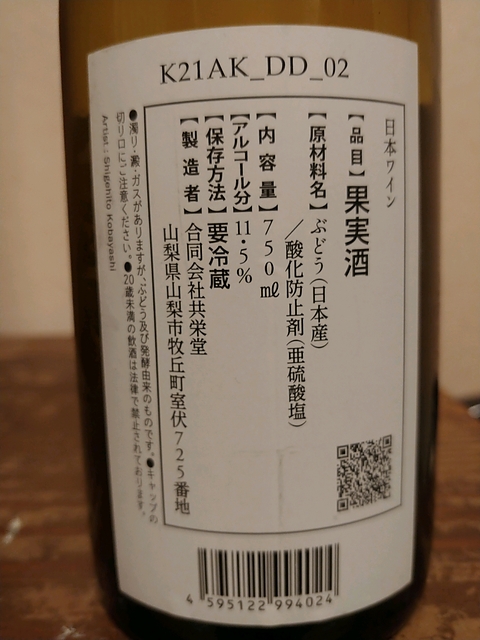 K21AK_DD_02
日本ワイン
【品目】果実酒
【原材料名】ぶどう(日本産)
/酸化防止剤(亜硫酸塩)
【内容量】750㎖
【アルコール分】11・5%
【保存方法】要冷蔵
【製造者】合同会社共栄堂
山梨県山梨市牧丘町室伏725番地
●濁り・澱・ガスがありますが、ぶどう及び発酵由来のものです。●キャップの
切り口にご注意ください。●20歳未満の飲酒は法律で禁止されております。
Artist : Shigehito Kobayashi
4 595122 994024